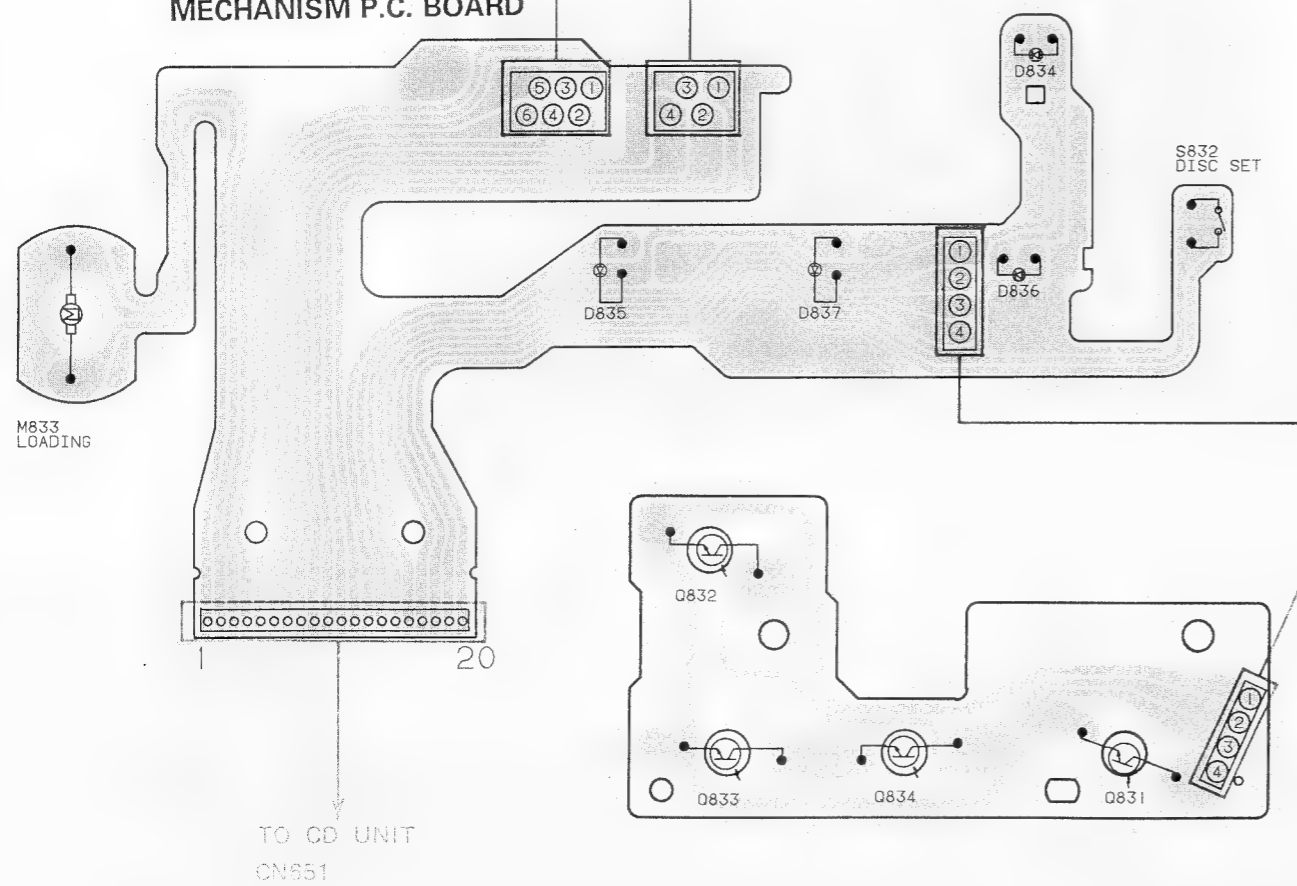 MECHANISM P.C. BOARD
D834
5 3 1
6 4 2
3 1
4 2
S832
DISC SET
1
2
3
4
D835
D837
D836
M
M833
LOADING
Q832
1
2
3
4
Q833
Q834
Q831
1
20
TO CD UNIT
CN651